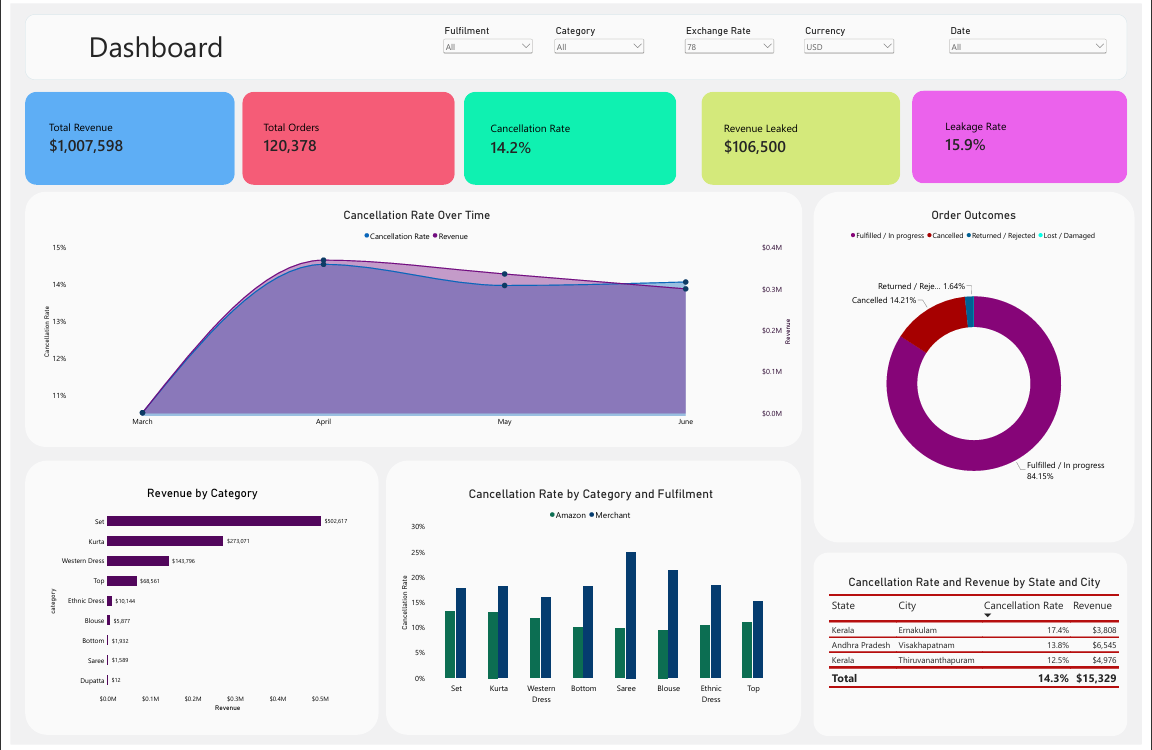 Dashboard
Fulfilment
All
Category
All
Exchange Rate
78
Currency
USD
Date
All
Total Revenue
$1,007,598
Total Orders
120,378
Cancellation Rate
14.2%
Revenue Leaked
$106,500
Leakage Rate
15.9%
Cancellation Rate Over Time
Cancellation Rate Revenue
15%
14%
13%
12%
11%
Cancellation Rate
$0.4M
$0.3M
$0.2M
$0.1M
$0.0M
Revenue
March April May June
Order Outcomes
Fulfilled / In progress Cancelled Returned / Rejected Lost / Damaged
Returned / Reje... 1.64%
Cancelled 14.21%
Fulfilled / In progress
84.15%
Revenue by Category
category
Set $502,617
Kurta $273,071
Western Dress $143,796
Top $68,561
Ethnic Dress $10,144
Blouse $5,877
Bottom $1,932
Saree $1,589
Dupatta $12
$0.0M $0.1M $0.2M $0.3M $0.4M $0.5M
Revenue
Cancellation Rate by Category and Fulfilment
Amazon Merchant
30%
25%
20%
15%
10%
5%
0%
Cancellation Rate
Set Kurta Western Bottom Saree Blouse Ethnic Top
Dress Dress
Cancellation Rate and Revenue by State and City
State City Cancellation Rate Revenue
Kerala Ernakulam 17.4% $3,808
Andhra Pradesh Visakhapatnam 13.8% $6,545
Kerala Thiruvananthapuram 12.5% $4,976
Total 14.3% $15,329